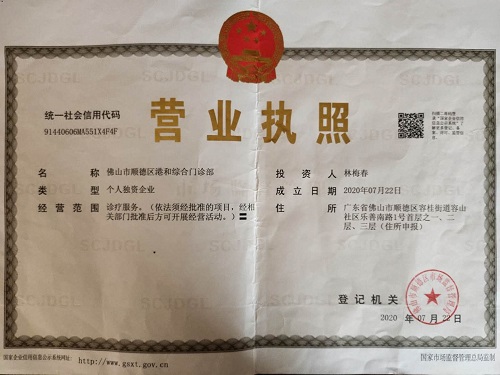 统一社会信用代码
91440606MA551X4F4F
营业执照
名称 佛山市顺德区港和综合门诊部
类型 个人独资企业
经营范围 诊疗服务。(依法须经批准的项目,经相
关部门批准后方可开展经营活动。)
投资人 林梅春
成立日期 2020年07月22日
住所 广东省佛山市顺德区容桂街道容山
社区乐善南路1号首层之一、二
层、三层(住所申报)
登记机关
2020 年 07 月 22 日
国家企业信用信息公示系统网址:http://www.gsxt.gov.cn
国家市场监督管理总局监制